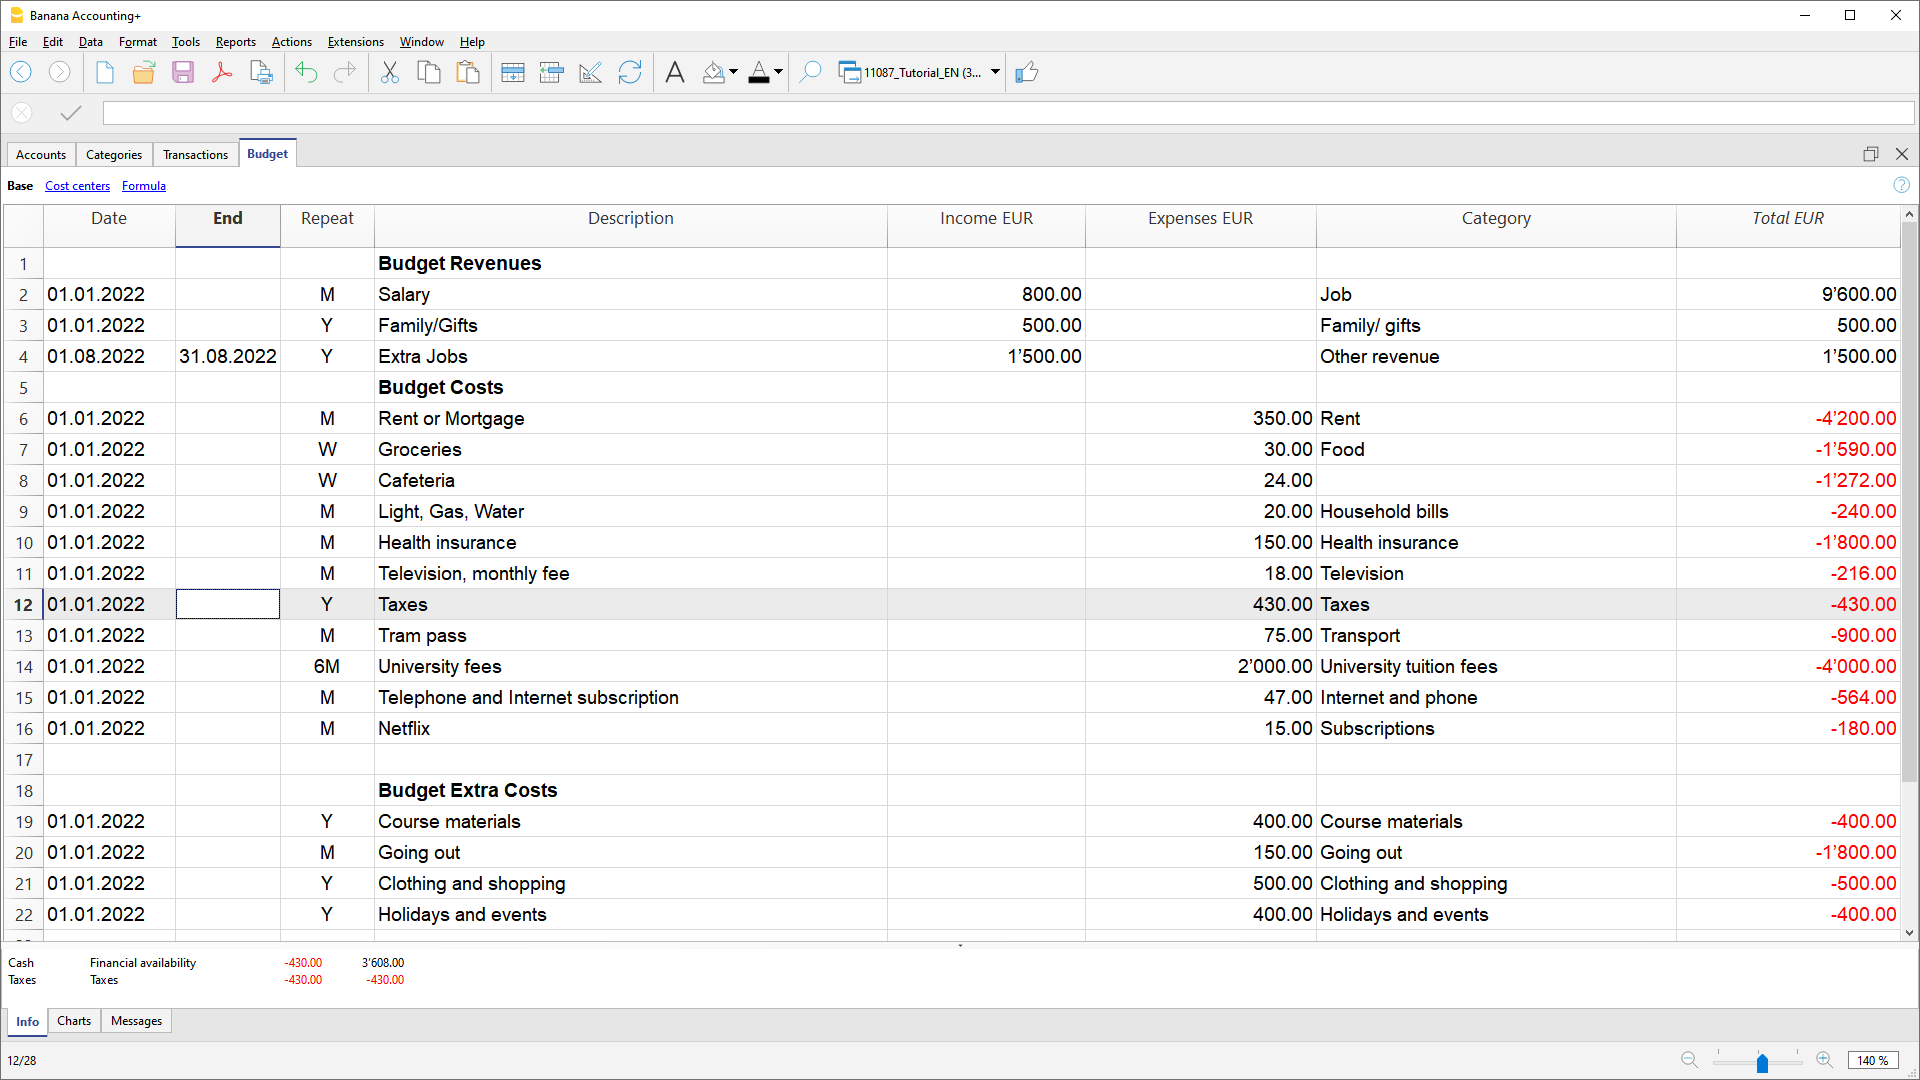 Banana Accounting+
File Edit Data Format Tools Reports Actions Extensions Window Help
11087_Tutorial_EN (3...
Accounts Categories Transactions Budget
Base Cost centers Formula
Date End Repeat Description Income EUR Expenses EUR Category Total EUR
1 Budget Revenues
2 01.01.2022 M Salary 800.00 Job 9’600.00
3 01.01.2022 Y Family/Gifts 500.00 Family/ gifts 500.00
4 01.08.2022 31.08.2022 Y Extra Jobs 1’500.00 Other revenue 1’500.00
5 Budget Costs
6 01.01.2022 M Rent or Mortgage 350.00 Rent -4’200.00
7 01.01.2022 W Groceries 30.00 Food -1’590.00
8 01.01.2022 W Cafeteria 24.00 -1’272.00
9 01.01.2022 M Light, Gas, Water 20.00 Household bills -240.00
10 01.01.2022 M Health insurance 150.00 Health insurance -1’800.00
11 01.01.2022 M Television, monthly fee 18.00 Television -216.00
12 01.01.2022 Y Taxes 430.00 Taxes -430.00
13 01.01.2022 M Tram pass 75.00 Transport -900.00
14 01.01.2022 6M University fees 2’000.00 University tuition fees -4’000.00
15 01.01.2022 M Telephone and Internet subscription 47.00 Internet and phone -564.00
16 01.01.2022 M Netflix 15.00 Subscriptions -180.00
17
18 Budget Extra Costs
19 01.01.2022 Y Course materials 400.00 Course materials -400.00
20 01.01.2022 M Going out 150.00 Going out -1’800.00
21 01.01.2022 Y Clothing and shopping 500.00 Clothing and shopping -500.00
22 01.01.2022 Y Holidays and events 400.00 Holidays and events -400.00
Cash Financial availability -430.00 3’608.00
Taxes Taxes -430.00 -430.00
Info Charts Messages
12/28
140 %